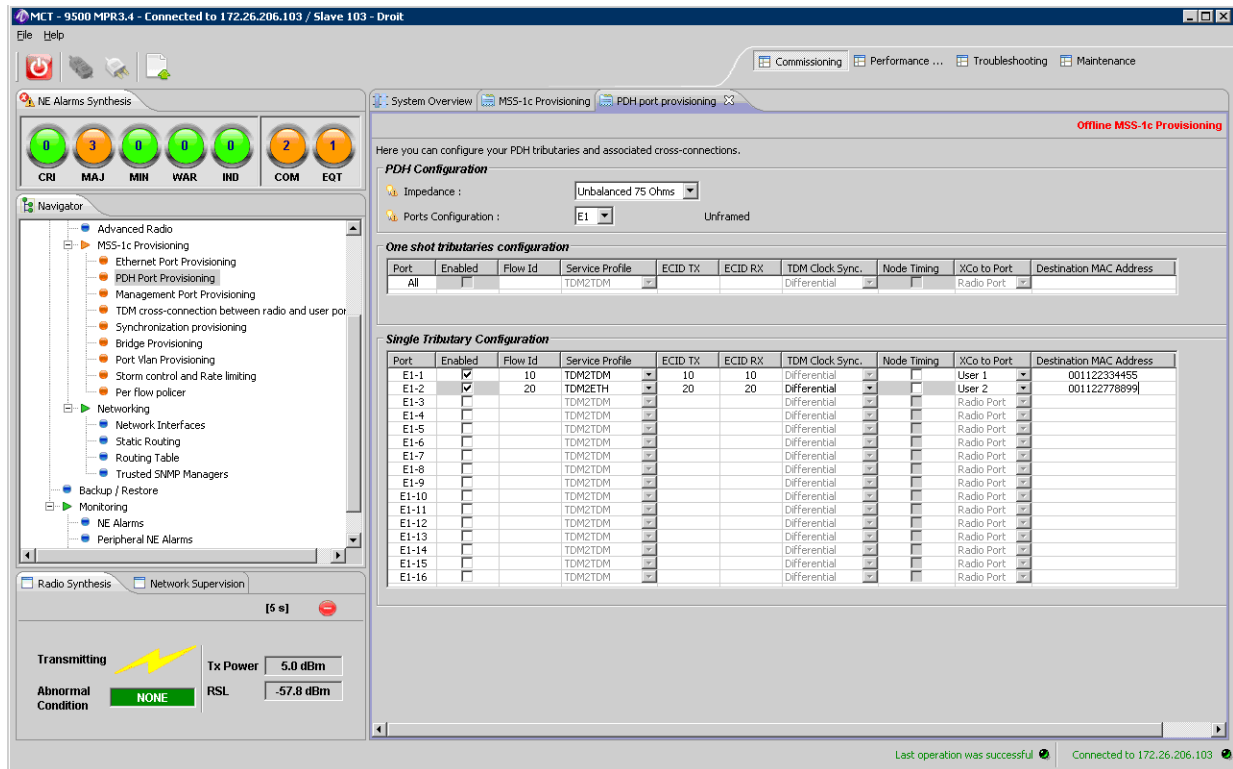 MCT - 9500 MPR3.4 - Connected to 172.26.206.103 / Slave 103 - Droit
File Help
Commissioning Performance ... Troubleshooting Maintenance
NE Alarms Synthesis
0 3 0 0 0 2 1
CRI MAJ MIN WAR IND COM EQT
Navigator
Advanced Radio
MSS-1c Provisioning
Ethernet Port Provisioning
PDH Port Provisioning
Management Port Provisioning
TDM cross-connection between radio and user por
Synchronization provisioning
Bridge Provisioning
Port Vlan Provisioning
Storm control and Rate limiting
Per flow policer
Networking
Network Interfaces
Static Routing
Routing Table
Trusted SNMP Managers
Backup / Restore
Monitoring
NE Alarms
Peripheral NE Alarms
Radio Synthesis Network Supervision
[5 s]
Transmitting
Tx Power 5.0 dBm
Abnormal Condition NONE
RSL -57.8 dBm
System Overview MSS-1c Provisioning PDH port provisioning
Offline MSS-1c Provisioning
Here you can configure your PDH tributaries and associated cross-connections.
PDH Configuration
Impedance : Unbalanced 75 Ohms
Ports Configuration : E1 Unframed
One shot tributaries configuration
Port Enabled Flow Id Service Profile ECID TX ECID RX TDM Clock Sync. Node Timing XCo to Port Destination MAC Address
All TDM2TDM Differential Radio Port
Single Tributary Configuration
Port Enabled Flow Id Service Profile ECID TX ECID RX TDM Clock Sync. Node Timing XCo to Port Destination MAC Address
E1-1 10 TDM2TDM 10 10 Differential User 1 001122334455
E1-2 20 TDM2ETH 20 20 Differential User 2 001122778899
E1-3 TDM2TDM Differential Radio Port
E1-4 TDM2TDM Differential Radio Port
E1-5 TDM2TDM Differential Radio Port
E1-6 TDM2TDM Differential Radio Port
E1-7 TDM2TDM Differential Radio Port
E1-8 TDM2TDM Differential Radio Port
E1-9 TDM2TDM Differential Radio Port
E1-10 TDM2TDM Differential Radio Port
E1-11 TDM2TDM Differential Radio Port
E1-12 TDM2TDM Differential Radio Port
E1-13 TDM2TDM Differential Radio Port
E1-14 TDM2TDM Differential Radio Port
E1-15 TDM2TDM Differential Radio Port
E1-16 TDM2TDM Differential Radio Port
Last operation was successful Connected to 172.26.206.103